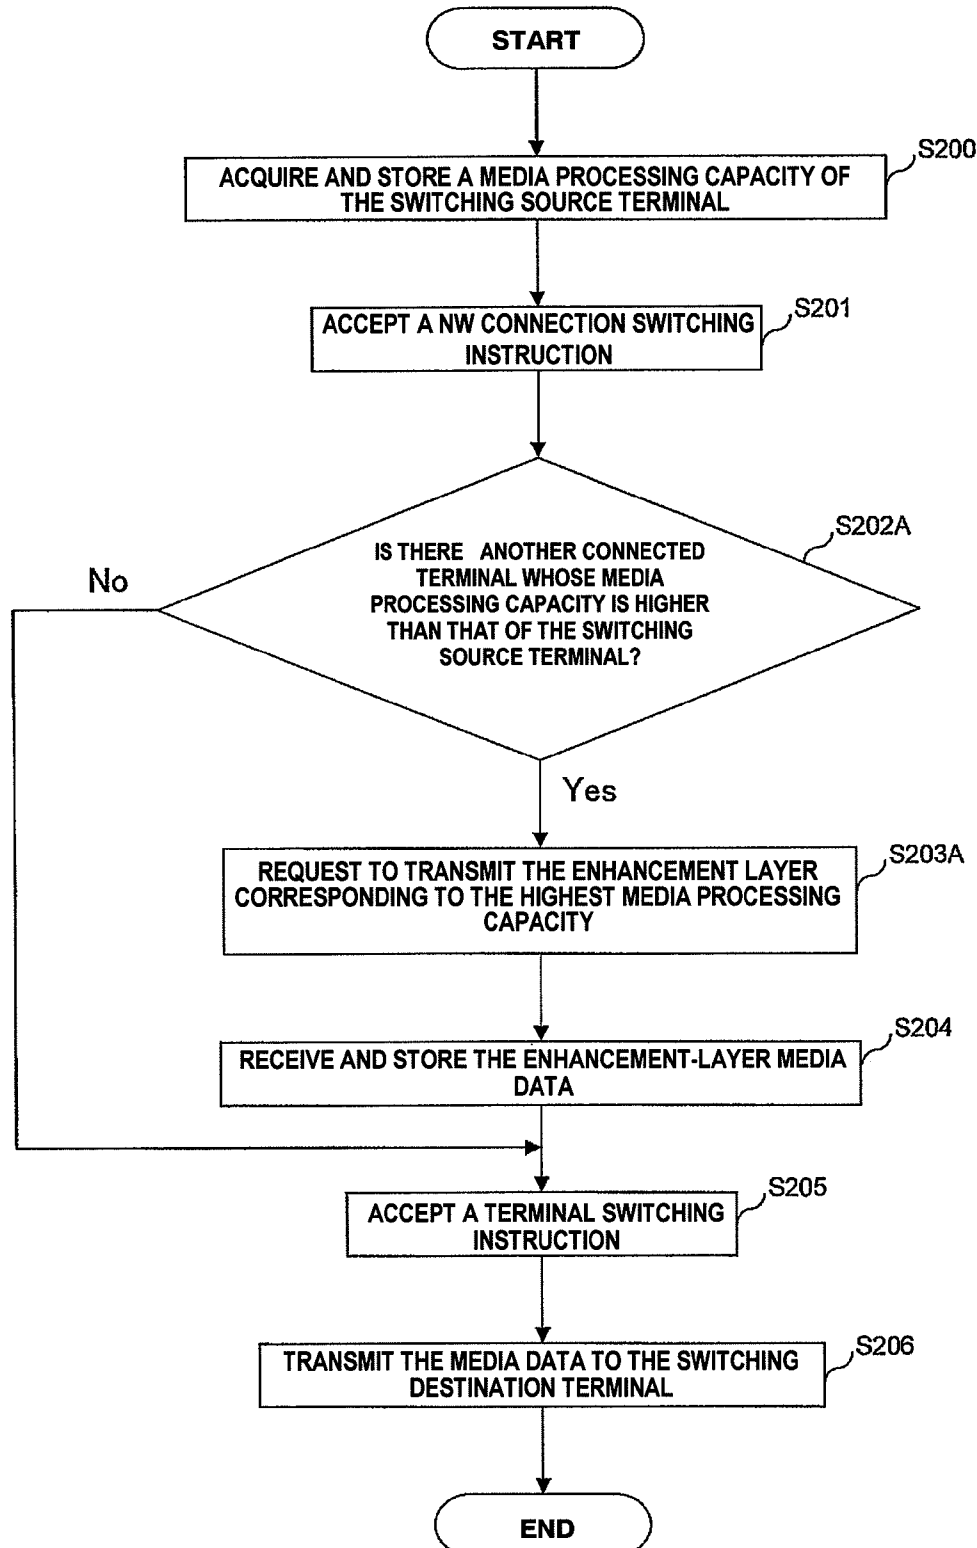 START
S200
ACQUIRE AND STORE A MEDIA PROCESSING CAPACITY OF
THE SWITCHING SOURCE TERMINAL
S201
ACCEPT A NW CONNECTION SWITCHING
INSTRUCTION
S202A
IS THERE ANOTHER CONNECTED
TERMINAL WHOSE MEDIA
PROCESSING CAPACITY IS HIGHER
THAN THAT OF THE SWITCHING
SOURCE TERMINAL?
No
Yes
S203A
REQUEST TO TRANSMIT THE ENHANCEMENT LAYER
CORRESPONDING TO THE HIGHEST MEDIA PROCESSING
CAPACITY
S204
RECEIVE AND STORE THE ENHANCEMENT-LAYER MEDIA
DATA
S205
ACCEPT A TERMINAL SWITCHING
INSTRUCTION
S206
TRANSMIT THE MEDIA DATA TO THE SWITCHING
DESTINATION TERMINAL
END